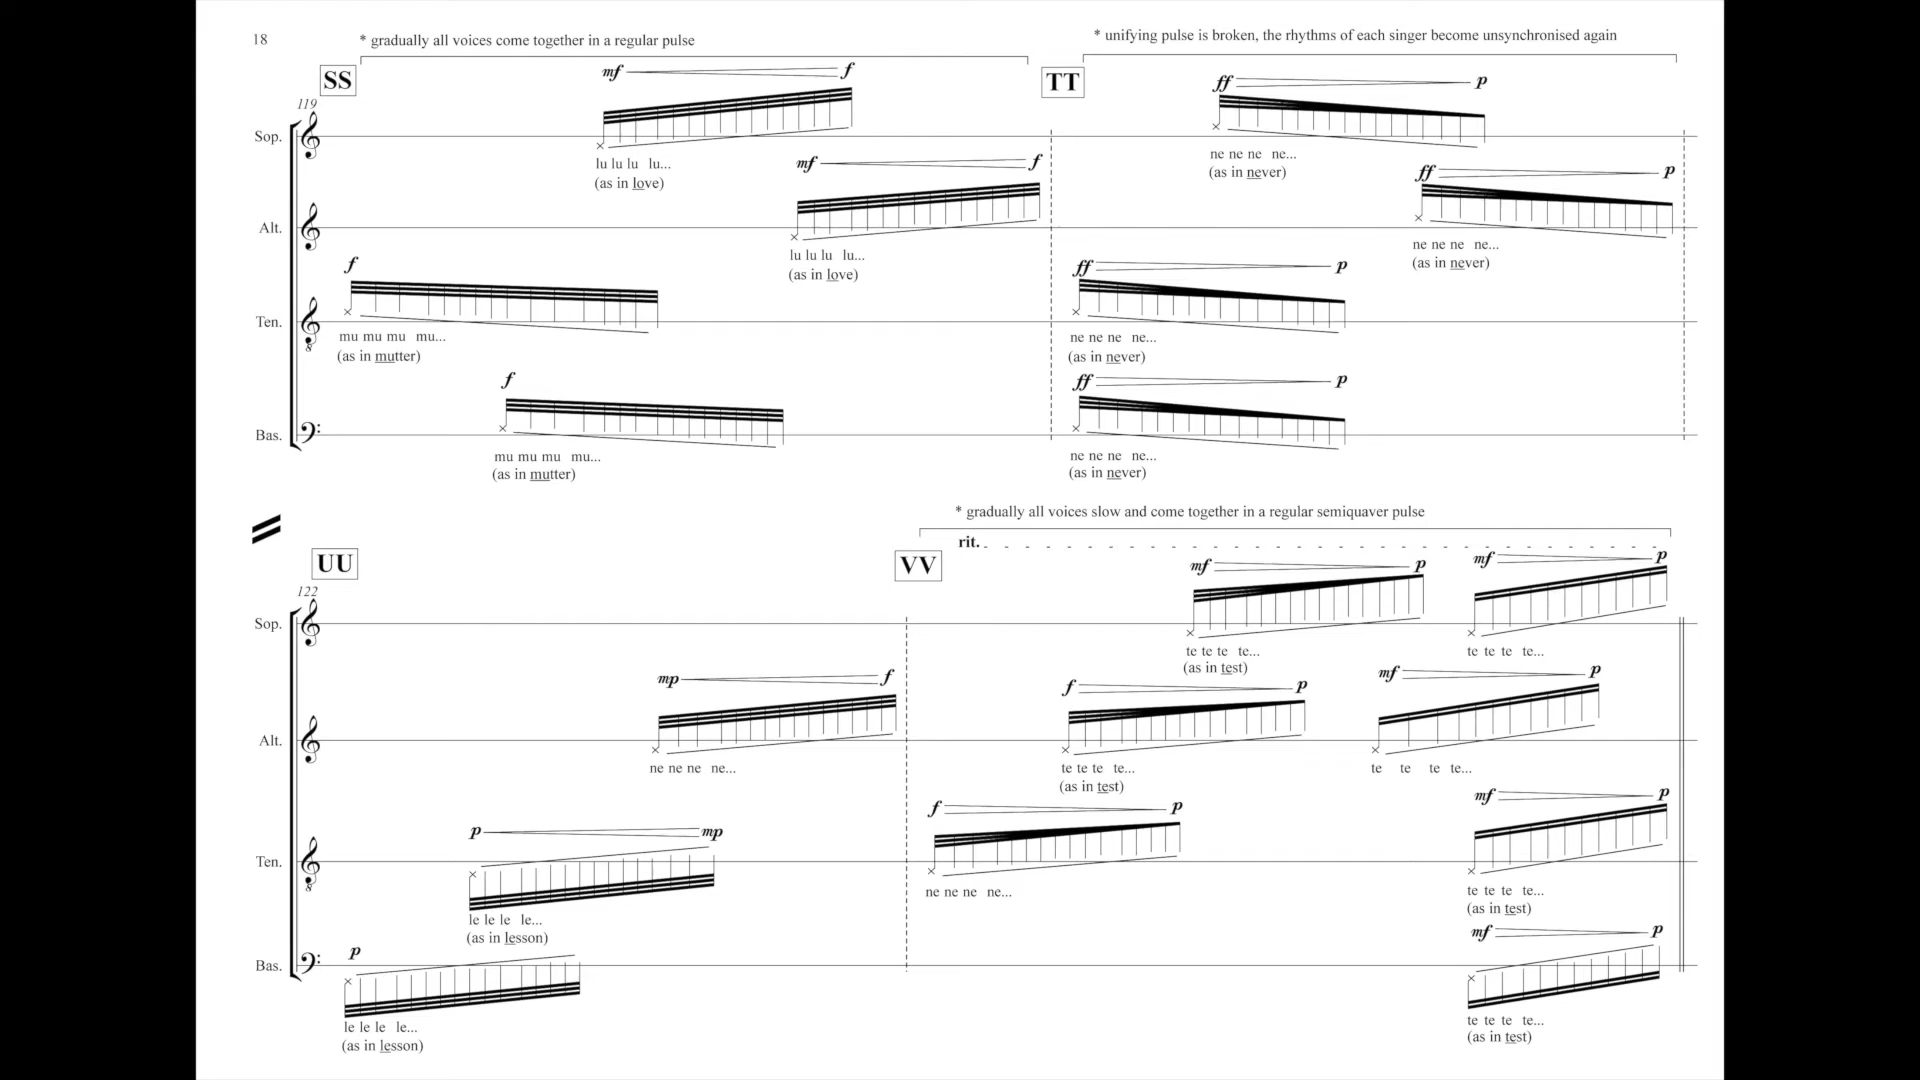 18
* gradually all voices come together in a regular pulse
* unifying pulse is broken, the rhythms of each singer become unsynchronised again
SS
TT
119
mf f
ff p
Sop.
lu lu lu lu...
(as in love)
ne ne ne ne...
(as in never)
mf f
ff p
Alt.
lu lu lu lu...
(as in love)
ne ne ne ne...
(as in never)
f
ff p
Ten.
8
mu mu mu mu...
(as in mutter)
ne ne ne ne...
(as in never)
f
ff p
Bas.
mu mu mu mu...
(as in mutter)
ne ne ne ne...
(as in never)
* gradually all voices slow and come together in a regular semiquaver pulse
rit.
UU
VV
122
mf p
mf p
Sop.
te te te te...
(as in test)
te te te te...
mp f
f p
mf p
Alt.
ne ne ne ne...
te te te te...
(as in test)
te te te te...
p mp
f p
mf p
Ten.
8
le le le le...
(as in lesson)
ne ne ne ne...
te te te te...
(as in test)
p
mf p
Bas.
le le le le...
(as in lesson)
te te te te...
(as in test)